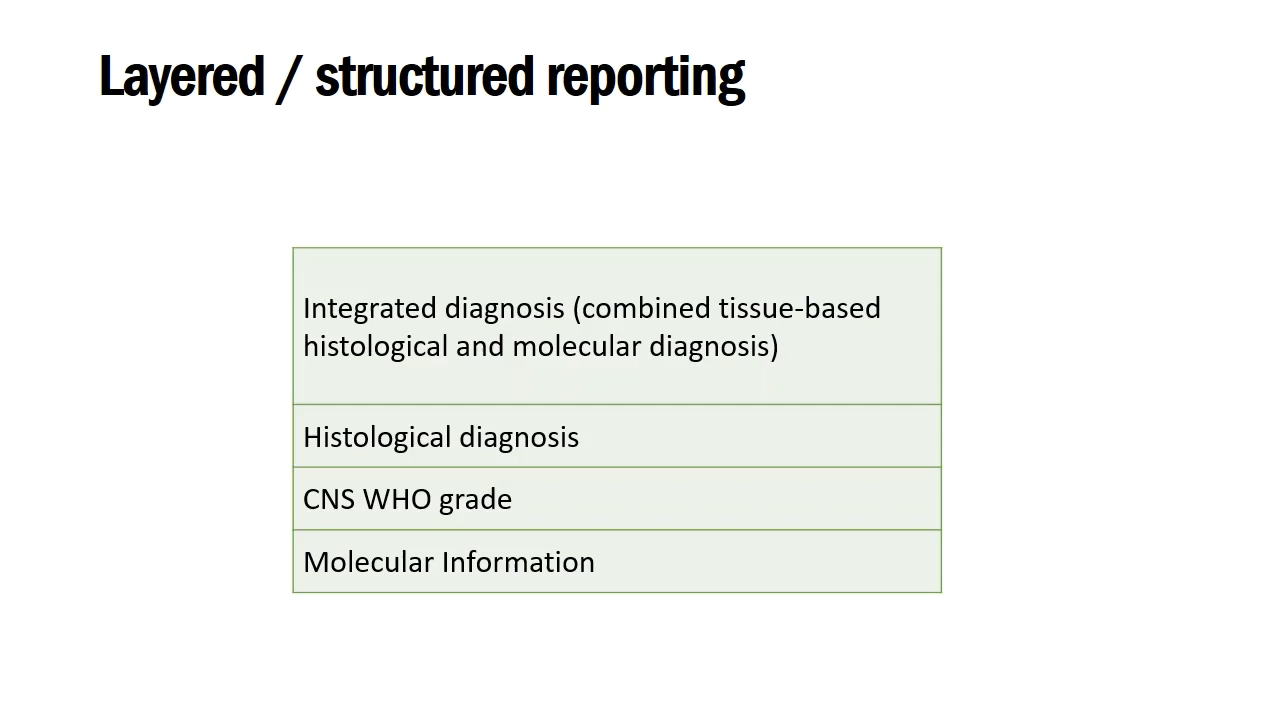 Layered / structured reporting
Integrated diagnosis (combined tissue-based
histological and molecular diagnosis)
Histological diagnosis
CNS WHO grade
Molecular Information